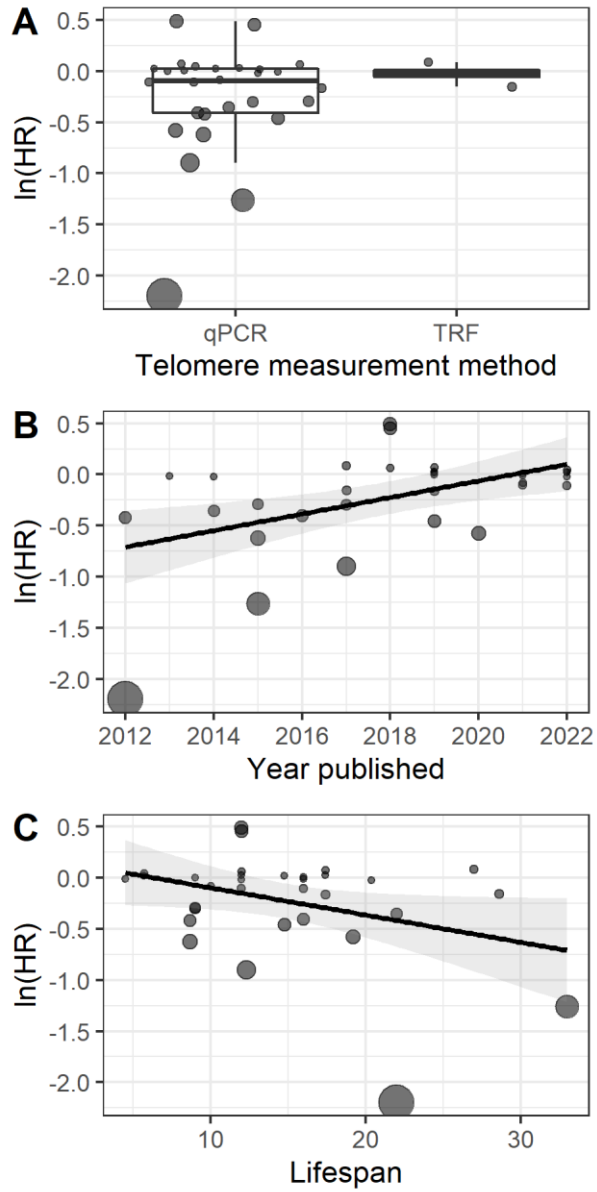 A
0.5
0.0
-0.5
-1.0
-1.5
-2.0
ln(HR)
qPCR TRF
Telomere measurement method
B
0.5
0.0
-0.5
-1.0
-1.5
-2.0
ln(HR)
2012 2014 2016 2018 2020 2022
Year published
C
0.5
0.0
-0.5
-1.0
-1.5
-2.0
ln(HR)
10 20 30
Lifespan